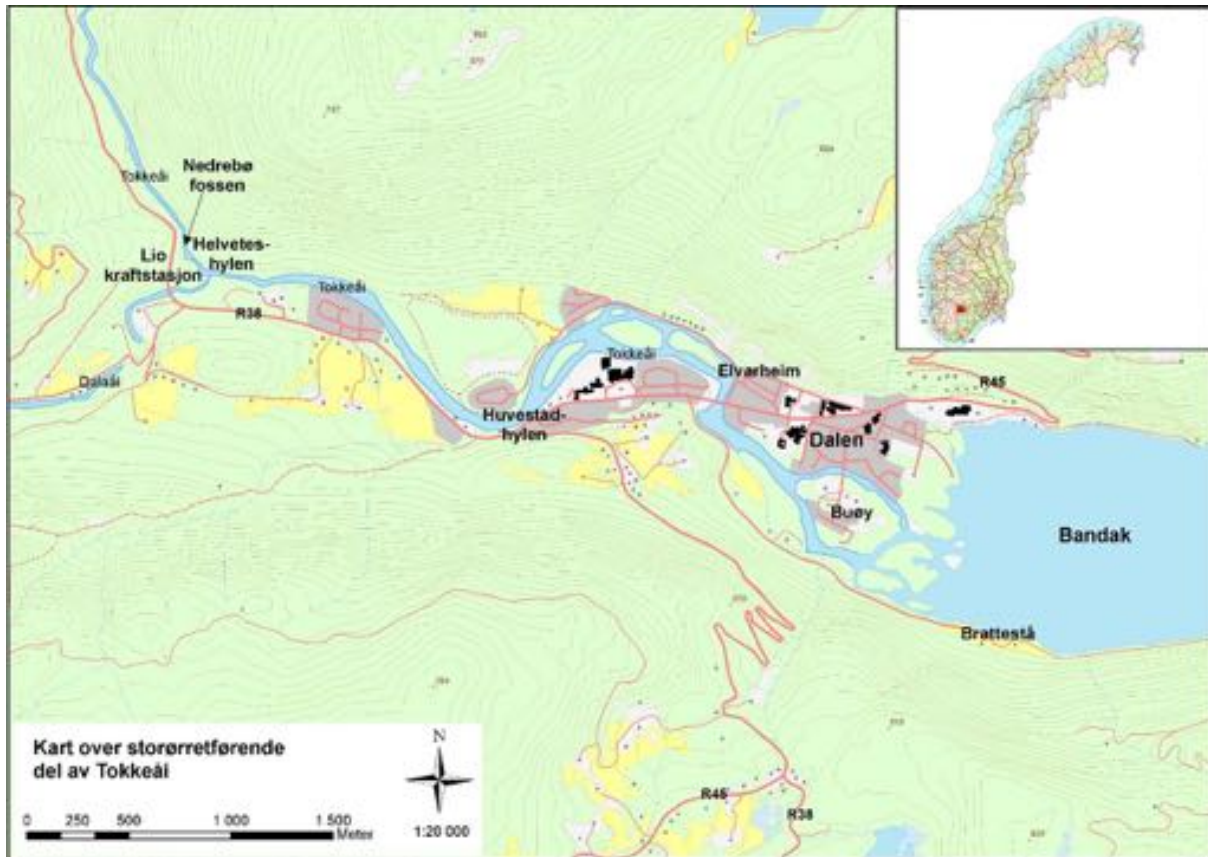 Tokkeåi
Nedrebø
fossen
Lio
kraftstasjon
Helvetes-
hylen
R38
Tokkeåi
Dalaåi
Huvestad-
hylen
Tokkeåi
Elvarheim
R45
Dalen
Buøy
Bandak
Brattestå
R45
R38
Kart over storørretførende
del av Tokkeåi
N
0 250 500 1 000 1 500
Meter
1:20 000